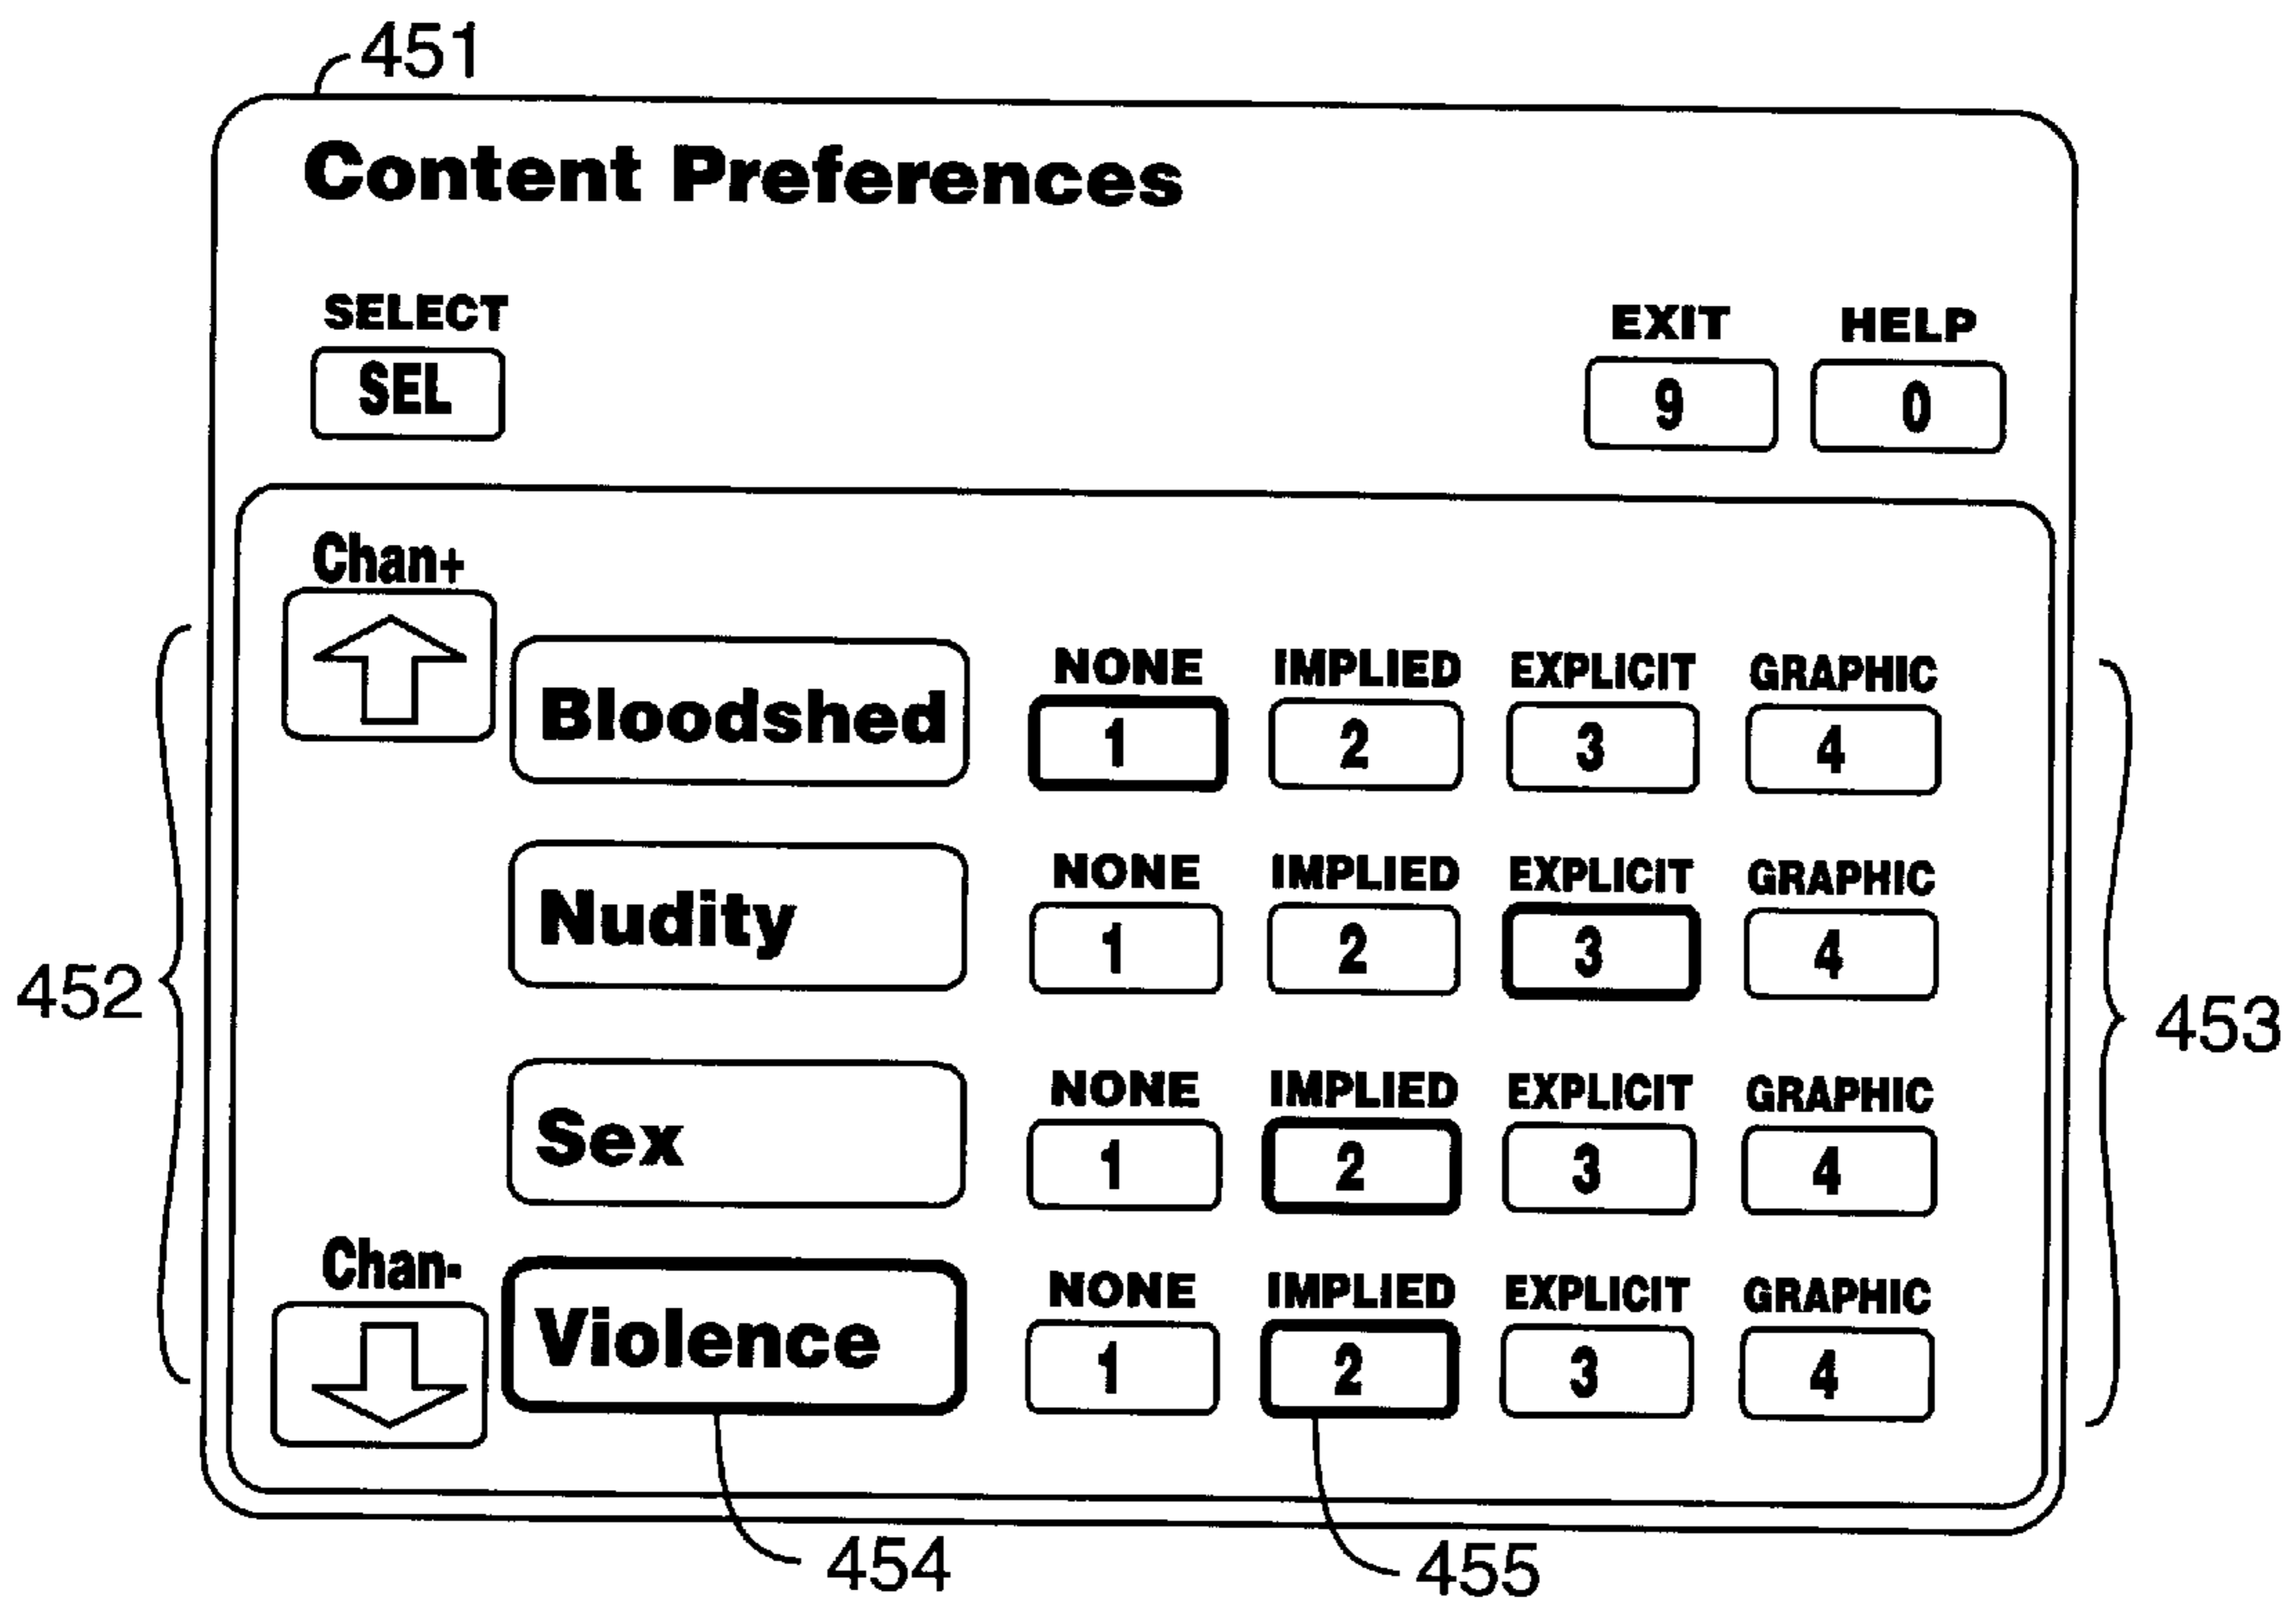 451
Content Preferences
SELECT
SEL
EXIT HELP
9 0
Chan+
NONE IMPLIED EXPLICIT GRAPHIC
Bloodshed 1 2 3 4
NONE IMPLIED EXPLICIT GRAPHIC
Nudity 1 2 3 4
452
453
NONE IMPLIED EXPLICIT GRAPHIC
Sex 1 2 3 4
Chan-
NONE IMPLIED EXPLICIT GRAPHIC
Violence 1 2 3 4
454 455